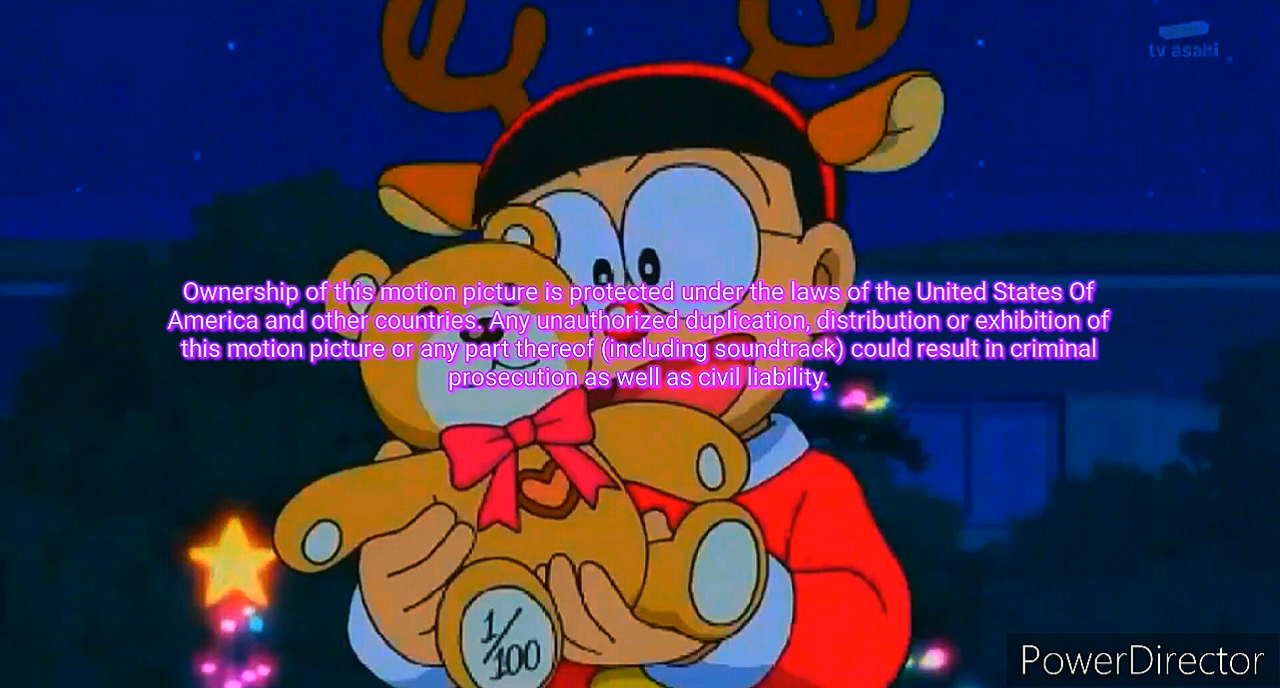 tv asahi
Ownership of this motion picture is protected under the laws of the United States Of
America and other countries. Any unauthorized duplication, distribution or exhibition of
this motion picture or any part thereof (including soundtrack) could result in criminal
prosecution as well as civil liability.
1/100
PowerDirector